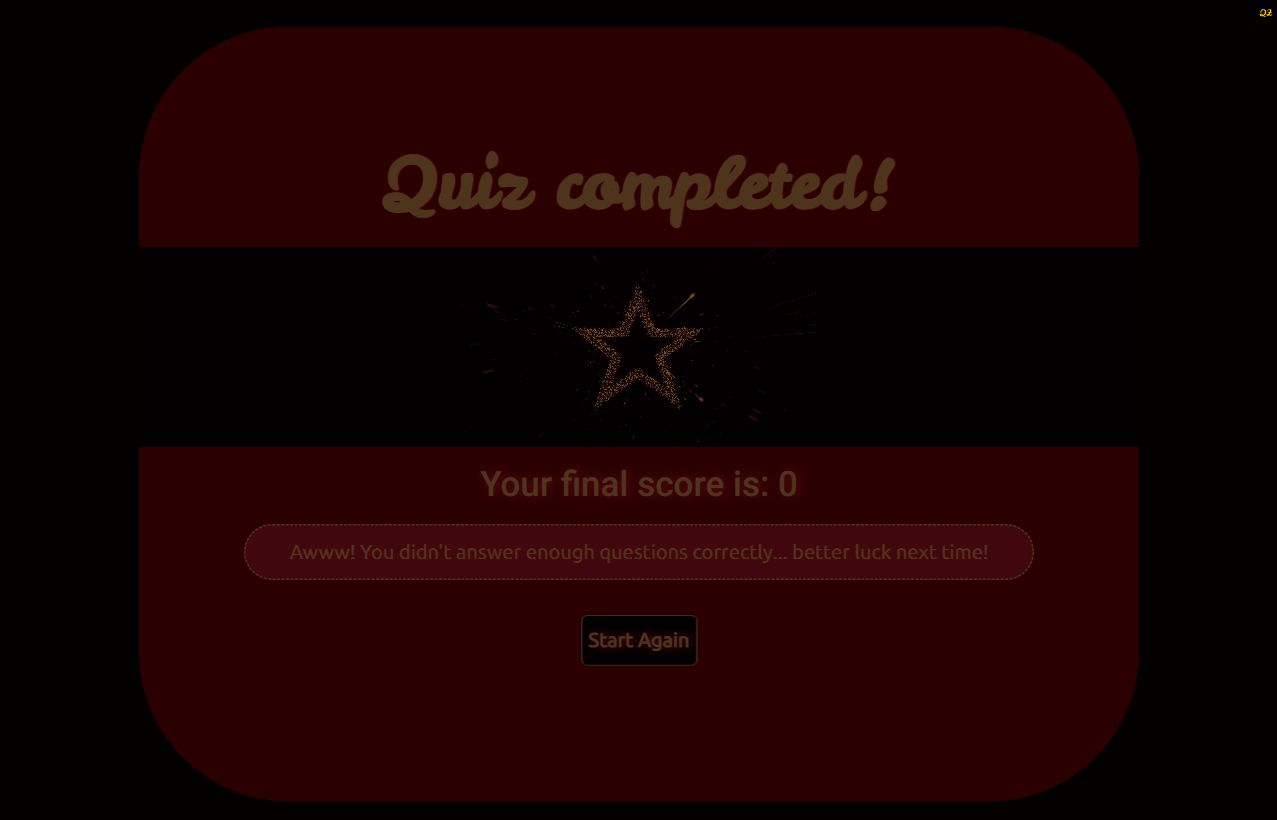 QZ
Quiz completed!
Your final score is: 0
Awww! You didn't answer enough questions correctly... better luck next time!
Start Again